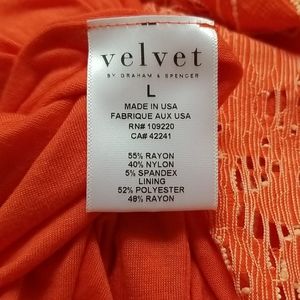 velvet
BY GRAHAM & SPENCER
L
MADE IN USA
FABRIQUE AUX USA
RN# 109220
CA# 42241
55% RAYON
40% NYLON
5% SPANDEX
LINING
52% POLYESTER
48% RAYON